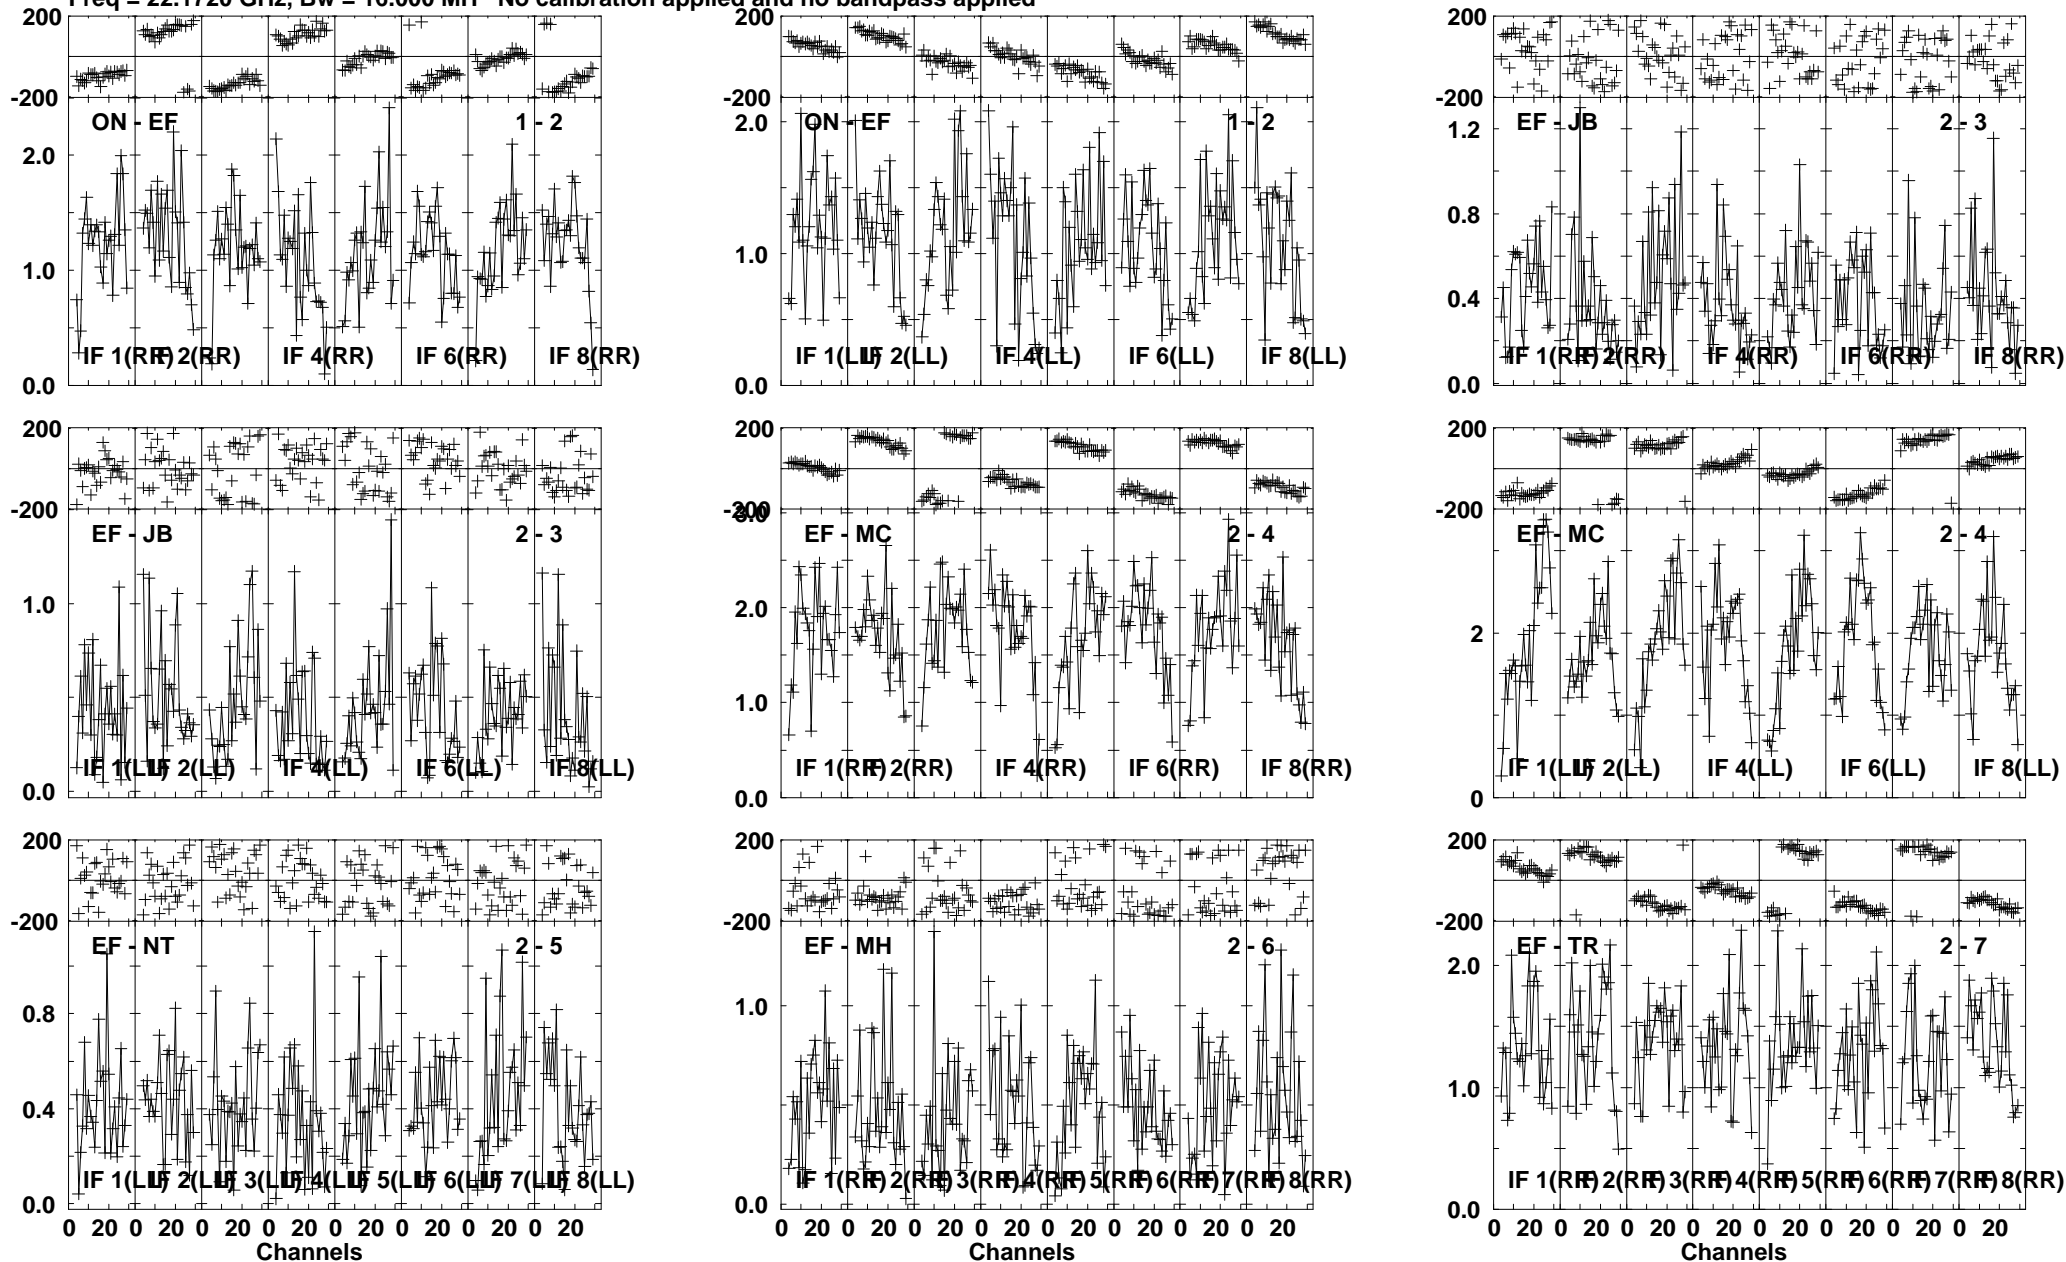 Freq = 22.1720 GHz, Bw = 16.000 MH No calibration applied and no bandpass applied
200 200 200
-200 -200 -200
ON - EF 1 - 2 ON - EF 1 - 2 EF - JB 2 - 3
2.0 2.0 1.2
1.0 1.0 0.8
0.4
IF 1(RR) IF 2(RR) IF 4(RR) IF 6(RR) IF 8(RR) IF 1(LL) IF 2(LL) IF 4(LL) IF 6(LL) IF 8(LL) IF 1(RR) IF 2(RR) IF 4(RR) IF 6(RR) IF 8(RR)
0.0 0.0 0.0
200 200 200
-200 -200 -200
3.0
EF - JB 2 - 3 EF - MC 2 - 4 EF - MC 2 - 4
1.0 2.0 2
1.0
IF 1(LL) IF 2(LL) IF 4(LL) IF 6(LL) IF 8(LL) IF 1(RR) IF 2(RR) IF 4(RR) IF 6(RR) IF 8(RR) IF 1(LL) IF 2(LL) IF 4(LL) IF 6(LL) IF 8(LL)
0.0 0.0 0
200 200 200
-200 -200 -200
EF - NT 2 - 5 EF - MH 2 - 6 EF - TR 2 - 7
0.8 1.0 2.0
0.4 1.0
IF 1(LL) IF 2(LL) IF 3(LL) IF 4(LL) IF 5(LL) IF 6(LL) IF 7(LL) IF 8(LL) IF 1(RR) IF 2(RR) IF 3(RR) IF 4(RR) IF 5(RR) IF 6(RR) IF 7(RR) IF 8(RR) IF 1(RR) IF 2(RR) IF 3(RR) IF 4(RR) IF 5(RR) IF 6(RR) IF 7(RR) IF 8(RR)
0.0 0.0 0.0
0 20 0 20 0 20 0 20 0 20 0 20 0 20 0 20 0 20 0 20 0 20 0 20 0 20 0 20 0 20 0 20 0 20 0 20 0 20 0 20 0 20 0 20 0 20 0 20
Channels Channels Channels